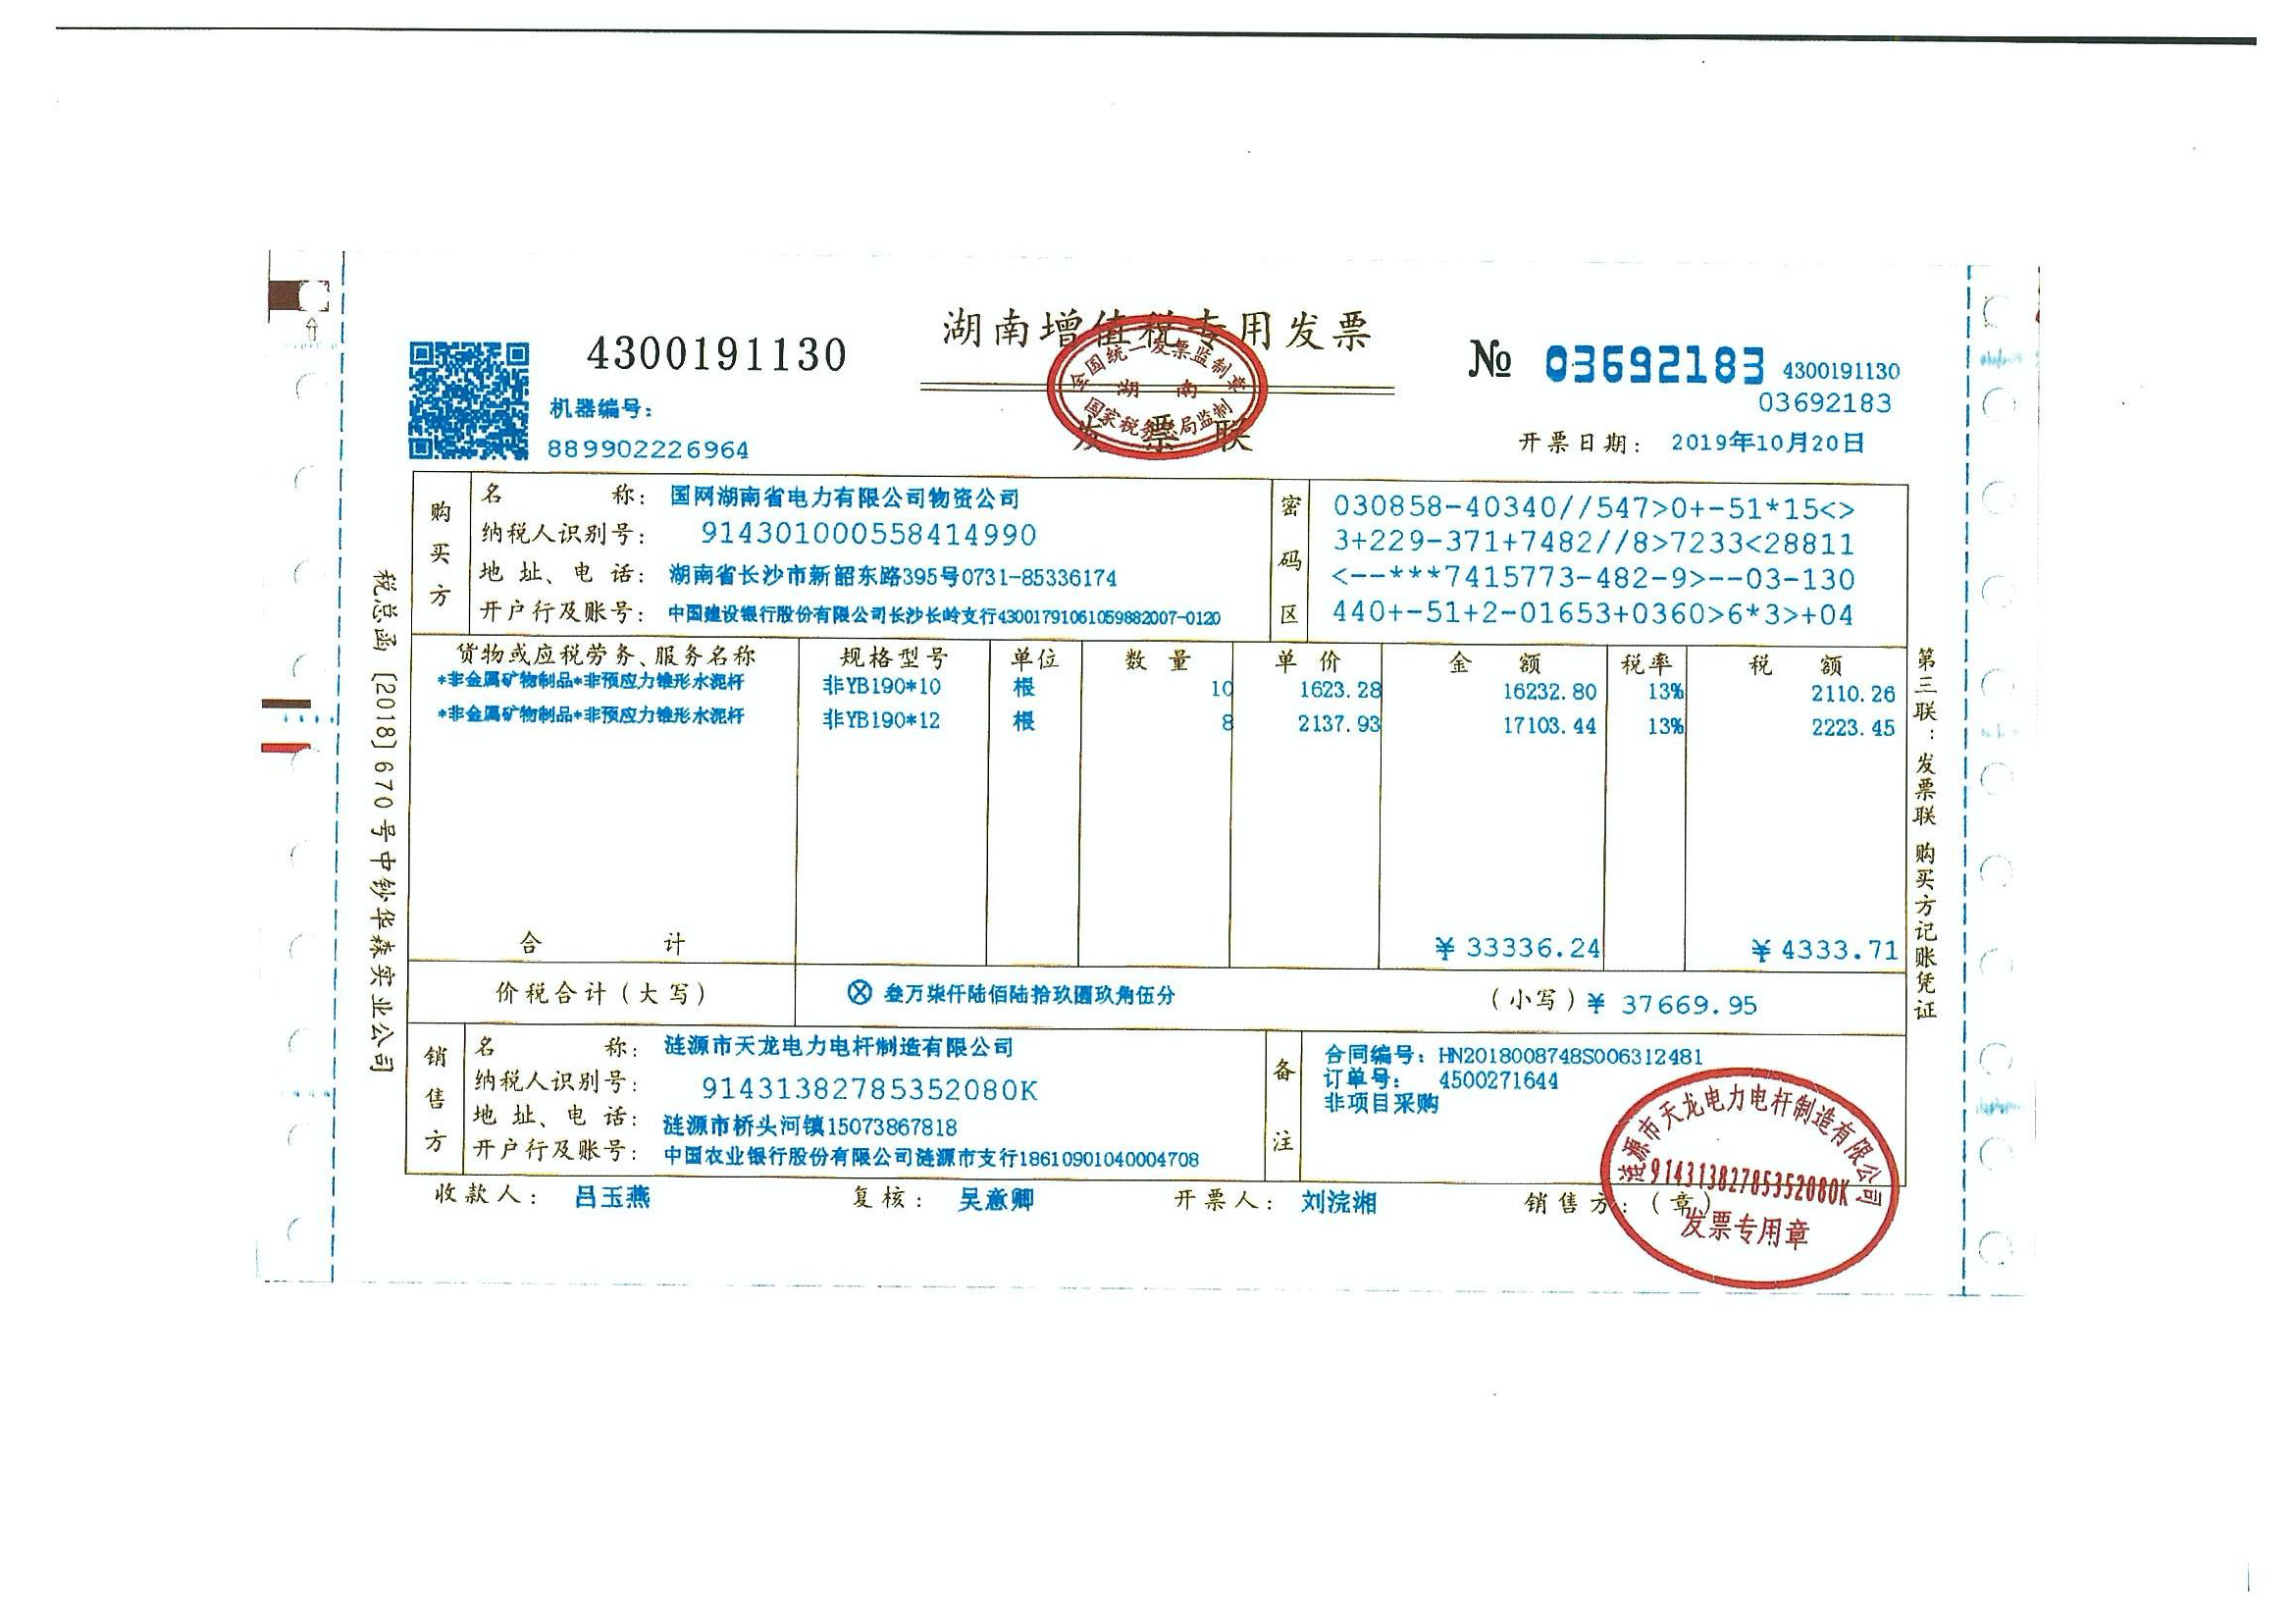 湖南增值税专用发票
4300191130
№ 03692183 4300191130
03692183
机器编号:
889902226964
全国统一发票监制章
湖 南
国家税务总局监制
发 票 联
开票日期: 2019年10月20日
购买方
名 称: 国网湖南省电力有限公司物资公司
纳税人识别号: 914301000558414990
地 址、电 话: 湖南省长沙市新韶东路395号0731-85336174
开户行及账号: 中国建设银行股份有限公司长沙长岭支行43001791061059882007-0120
密码区
030858-40340//547>0+-51*15<>
3+229-371+7482//8>7233<28811
<--***7415773-482-9>--03-130
440+-51+2-01653+0360>6*3>+04
货物或应税劳务、服务名称 规格型号 单位 数 量 单 价 金 额 税率 税 额
*非金属矿物制品*非预应力锥形水泥杆 非YB190*10 根 10 1623.28 16232.80 13% 2110.26
*非金属矿物制品*非预应力锥形水泥杆 非YB190*12 根 8 2137.93 17103.44 13% 2223.45
合 计 ¥ 33336.24 ¥ 4333.71
价税合计(大写) ⊗ 叁万柒仟陆佰陆拾玖圆玖角伍分 (小写)¥ 37669.95
销售方
名 称: 涟源市天龙电力电杆制造有限公司
纳税人识别号: 91431382785352080K
地 址、电 话: 涟源市桥头河镇15073867818
开户行及账号: 中国农业银行股份有限公司涟源市支行18610901040004708
备注
合同编号: HN2018008748S006312481
订单号: 4500271644
非项目采购
收款人: 吕玉燕 复核: 吴意卿 开票人: 刘浣湘 销售方:(章)
涟源市天龙电力电杆制造有限公司
91431382785352080K
发票专用章
税总函〔2018〕670号中钞华森实业公司
第三联:发票联 购买方记账凭证